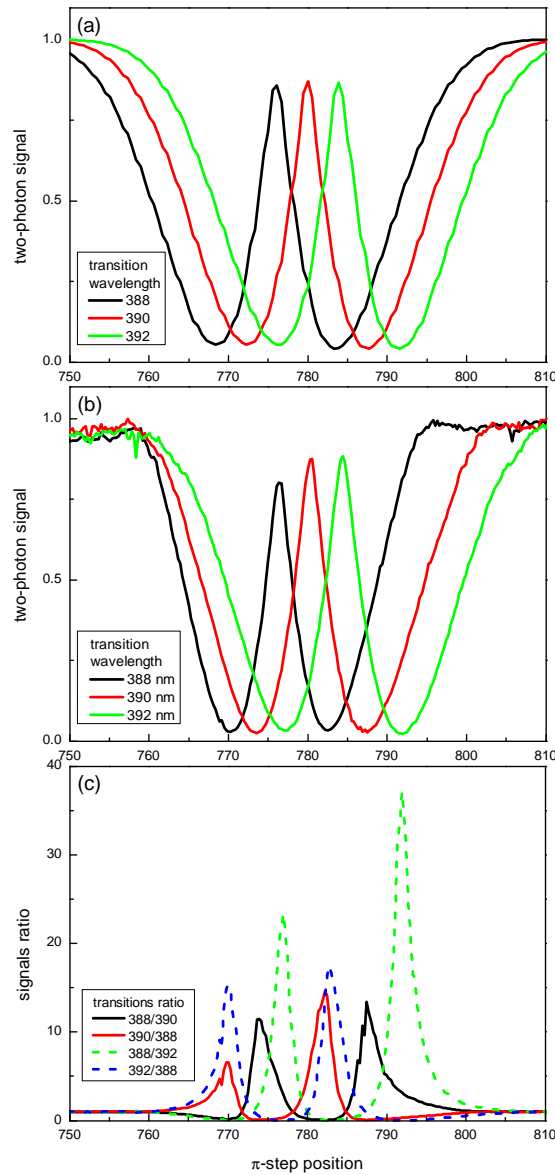 (a)
1.0
0.5
0.0
two-photon signal
transition
wavelength
388
390
392
750 760 770 780 790 800 810
(b)
1.0
0.5
0.0
two-photon signal
transition
wavelength
388 nm
390 nm
392 nm
750 760 770 780 790 800 810
(c)
40
30
20
10
0
signals ratio
transitions ratio
388/390
390/388
388/392
392/388
750 760 770 780 790 800 810
π-step position